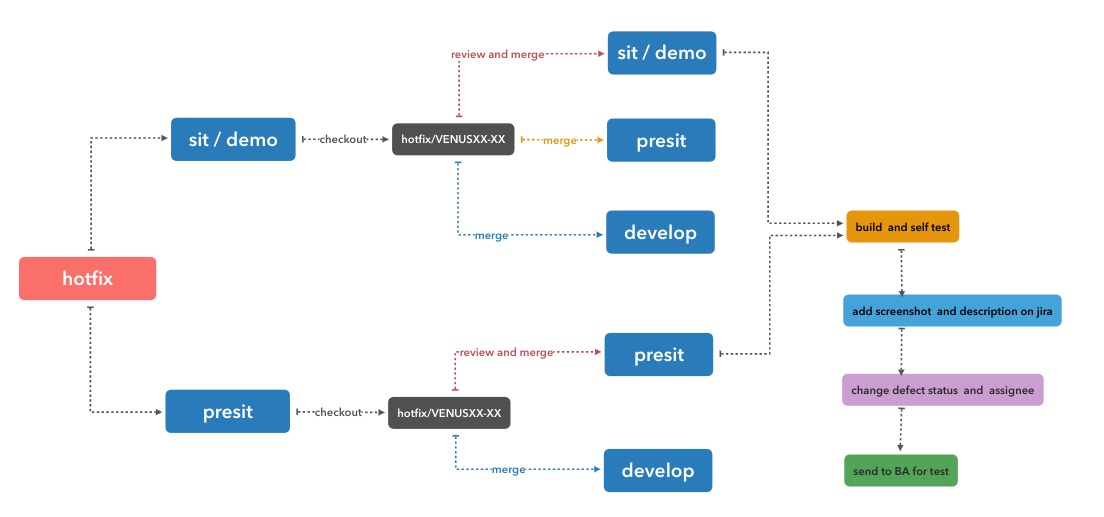 sit / demo
review and merge
sit / demo
checkout
hotfix/VENUSXX-XX
merge
presit
merge
develop
hotfix
build and self test
add screenshot and description on jira
change defect status and assignee
send to BA for test
presit
checkout
hotfix/VENUSXX-XX
review and merge
presit
merge
develop